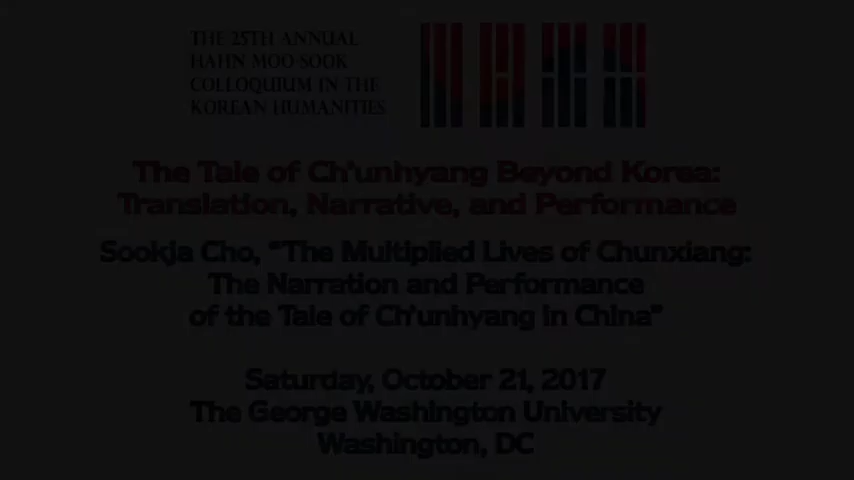 THE 25TH ANNUAL
HAHN MOO-SOOK
COLLOQUIUM IN THE
KOREAN HUMANITIES
The Tale of Ch'unhyang Beyond Korea:
Translation, Narrative, and Performance
Sookja Cho, "The Multiplied Lives of Chunxiang:
The Narration and Performance
of the Tale of Ch'unhyang in China"
Saturday, October 21, 2017
The George Washington University
Washington, DC